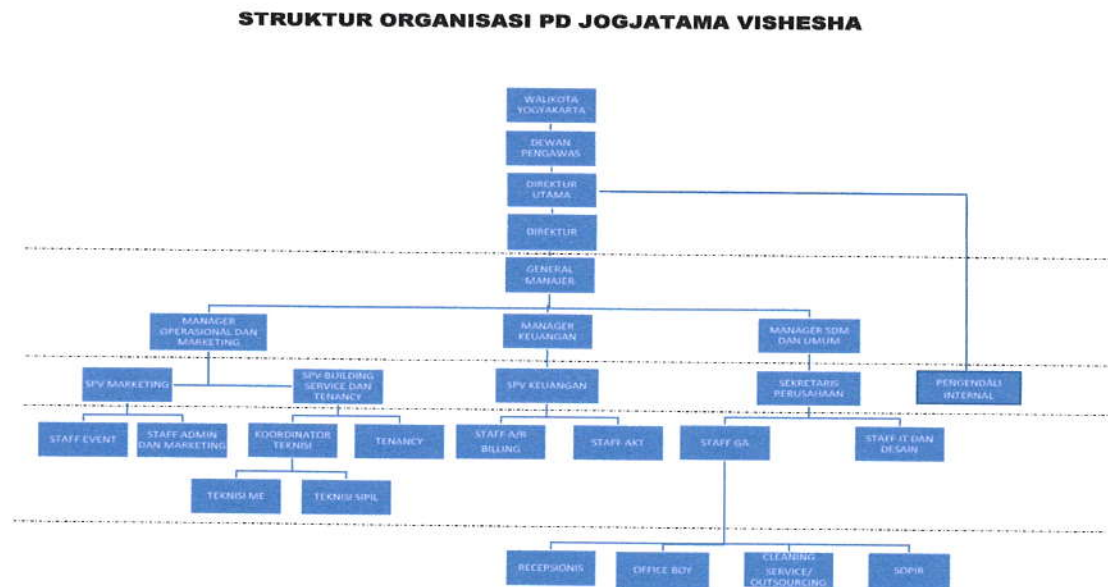 STRUKTUR ORGANISASI PD JOGJATAMA VISHESHA
WALIKOTA
YOGYAKARTA
DEWAN
PENGAWAS
DIREKTUR
UTAMA
DIREKTUR
GENERAL
MANAJER
MANAGER
OPERASIONAL DAN
MARKETING
MANAGER
KEUANGAN
MANAGER SDM
DAN UMUM
SPV MARKETING
SPV BUILDING
SERVICE DAN
TENANCY
SPV KEUANGAN
SEKRETARIS
PERUSAHAAN
PENGENDALI
INTERNAL
STAFF EVENT
STAFF ADMIN
DAN MARKETING
KOORDINATOR
TEKNISI
TENANCY
STAFF A/R
BILLING
STAFF AKT
STAFF GA
STAFF IT DAN
DESAIN
TEKNISI ME
TEKNISI SIPIL
RECEPSIONIS
OFFICE BOY
CLEANING
SERVICE/
OUTSOURCING
SOPIR